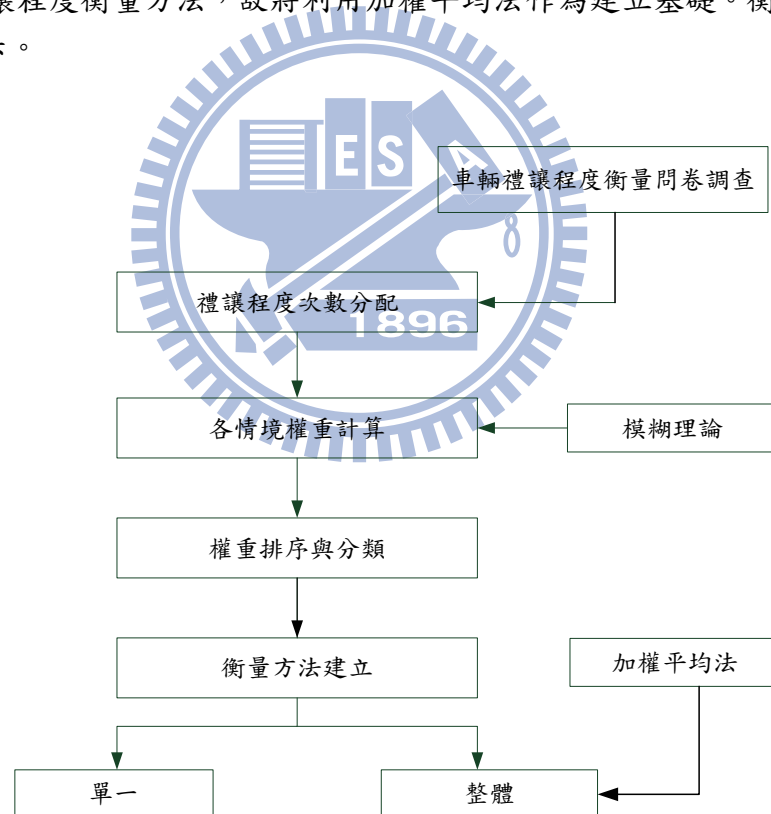 讓程度衡量方法，故將利用加權平均法作為建立基礎。衡
E S A
車輛禮讓程度衡量問卷調查
禮讓程度次數分配
1896
各情境權重計算
模糊理論
權重排序與分類
衡量方法建立
加權平均法
單一
整體